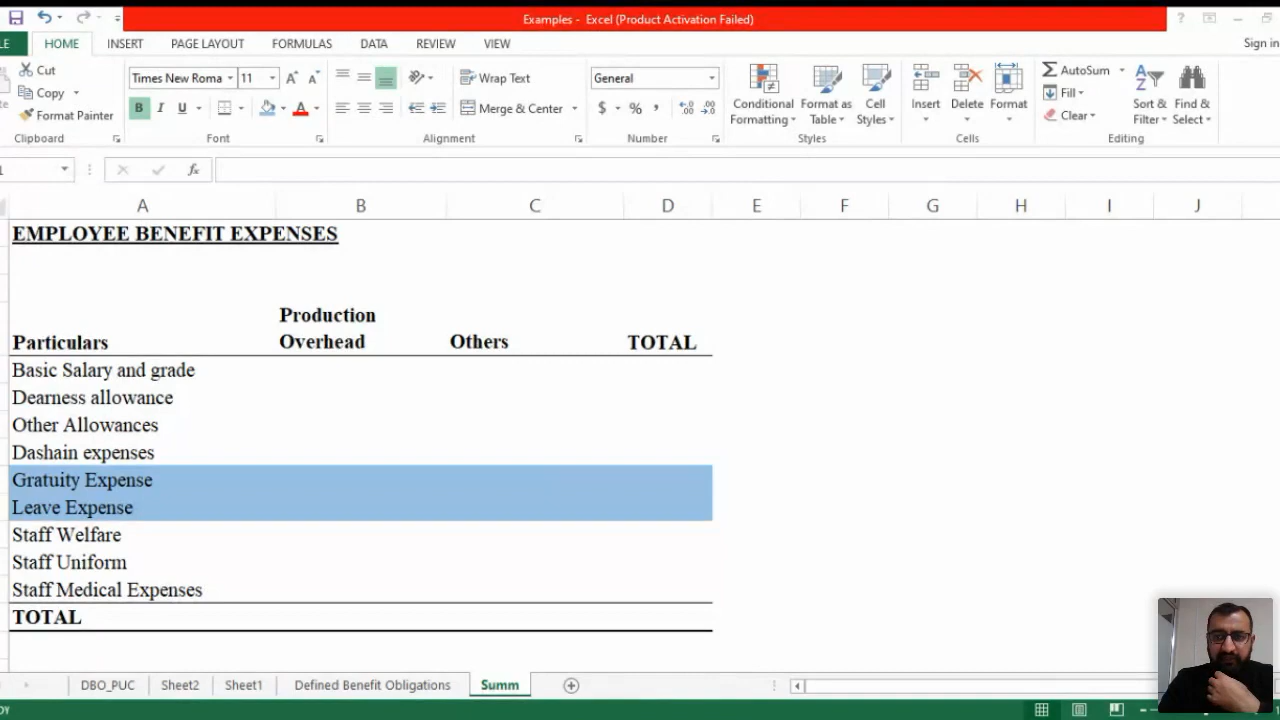 Examples - Excel (Product Activation Failed)
?
LE HOME INSERT PAGE LAYOUT FORMULAS DATA REVIEW VIEW Sign in
Cut
Copy
Format Painter
Clipboard
Times New Roma 11
B I U A
Font
Wrap Text
Merge & Center
Alignment
General
$ % ,
Number
Conditional Formatting
Format as Table
Cell Styles
Styles
Insert Delete Format
Cells
AutoSum
Fill
Clear
Sort & Filter
Find & Select
Editing
1 fx
A B C D E F G H I J
EMPLOYEE BENEFIT EXPENSES
Production
Particulars Overhead Others TOTAL
Basic Salary and grade
Dearness allowance
Other Allowances
Dashain expenses
Gratuity Expense
Leave Expense
Staff Welfare
Staff Uniform
Staff Medical Expenses
TOTAL
DBO_PUC Sheet2 Sheet1 Defined Benefit Obligations Summ
DY